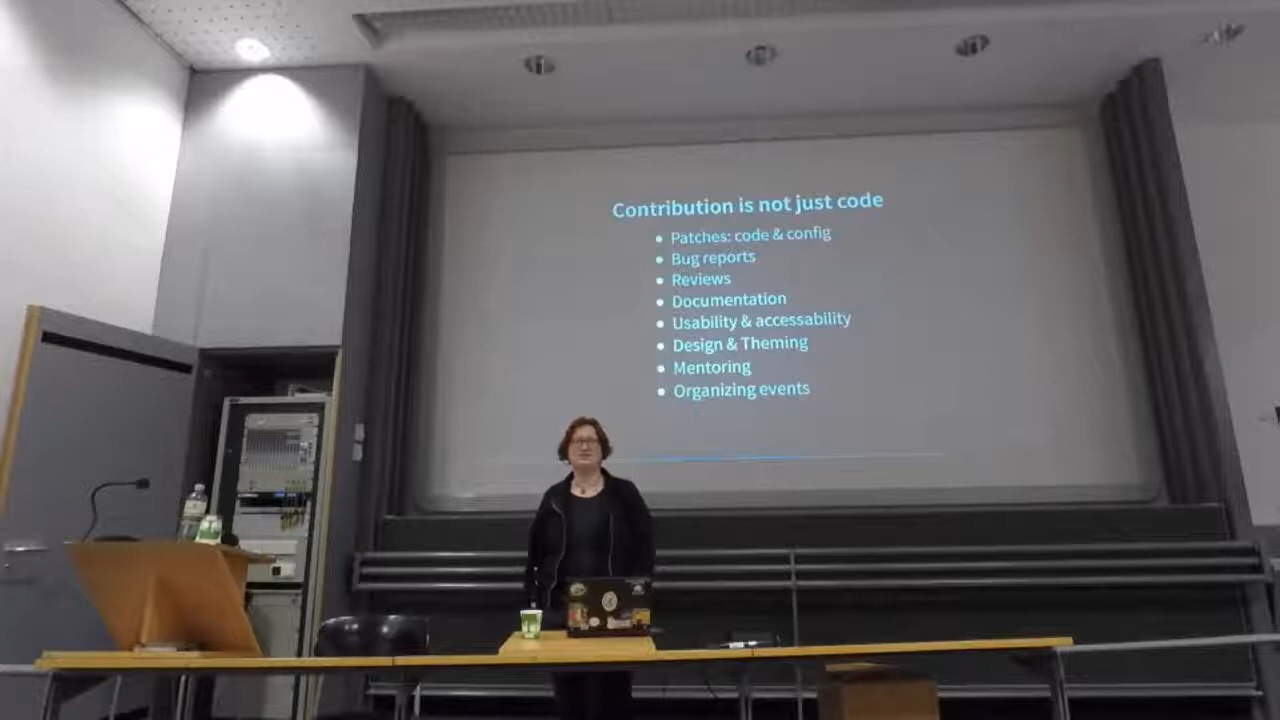 Contribution is not just code
Patches: code & config
Bug reports
Reviews
Documentation
Usability & accessability
Design & Theming
Mentoring
Organizing events